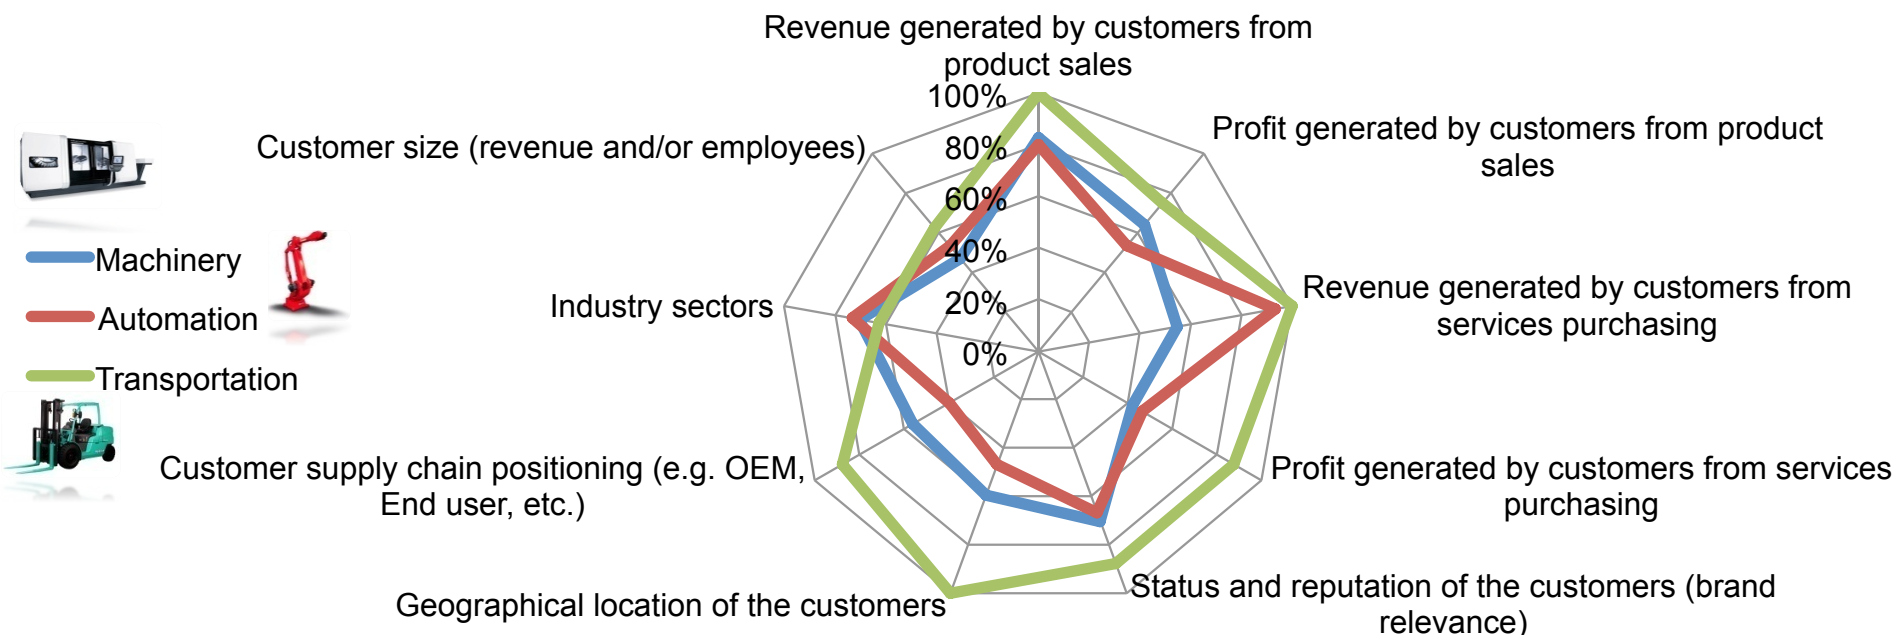 Revenue generated by customers from
product sales
100%
80%
60%
40%
20%
0%
Profit generated by customers from product
sales
Revenue generated by customers from
services purchasing
Profit generated by customers from services
purchasing
Status and reputation of the customers (brand
relevance)
Geographical location of the customers
Customer supply chain positioning (e.g. OEM,
End user, etc.)
Industry sectors
Customer size (revenue and/or employees)
Machinery
Automation
Transportation